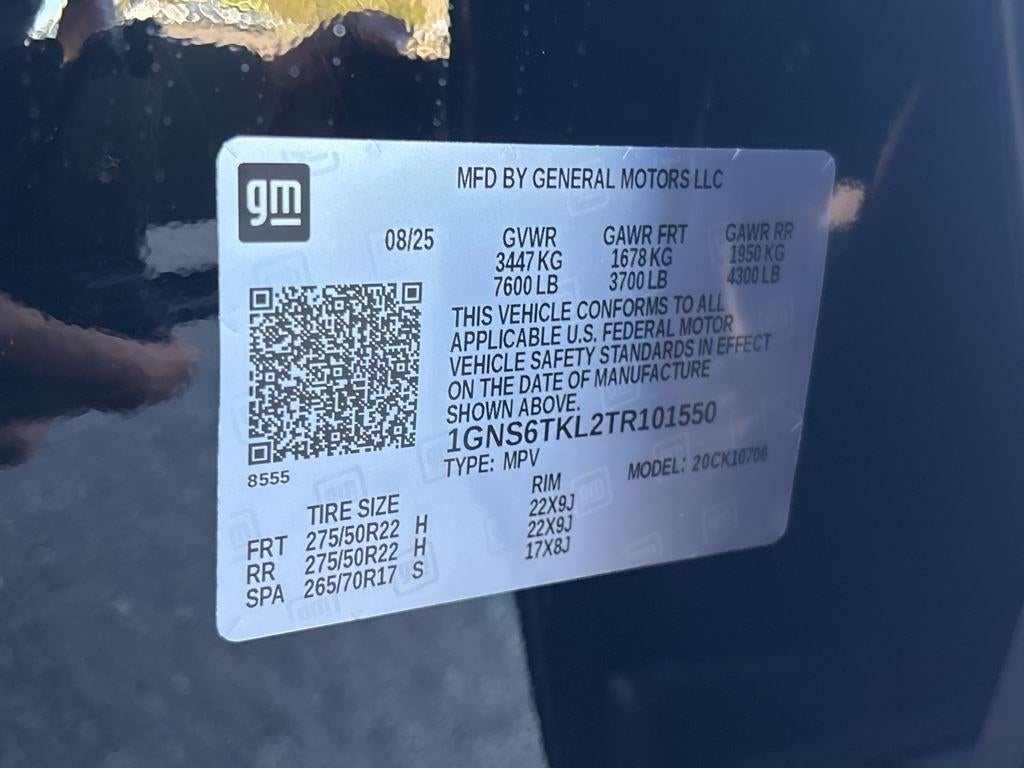 gm
MFD BY GENERAL MOTORS LLC
08/25 GVWR GAWR FRT GAWR RR
3447 KG 1678 KG 1950 KG
7600 LB 3700 LB 4300 LB
THIS VEHICLE CONFORMS TO ALL
APPLICABLE U.S. FEDERAL MOTOR
VEHICLE SAFETY STANDARDS IN EFFECT
ON THE DATE OF MANUFACTURE
SHOWN ABOVE.
1GNS6TKL2TR101550
TYPE: MPV MODEL: 20CK10706
8555
TIRE SIZE RIM
FRT 275/50R22 H 22X9J
RR 275/50R22 H 22X9J
SPA 265/70R17 S 17X8J